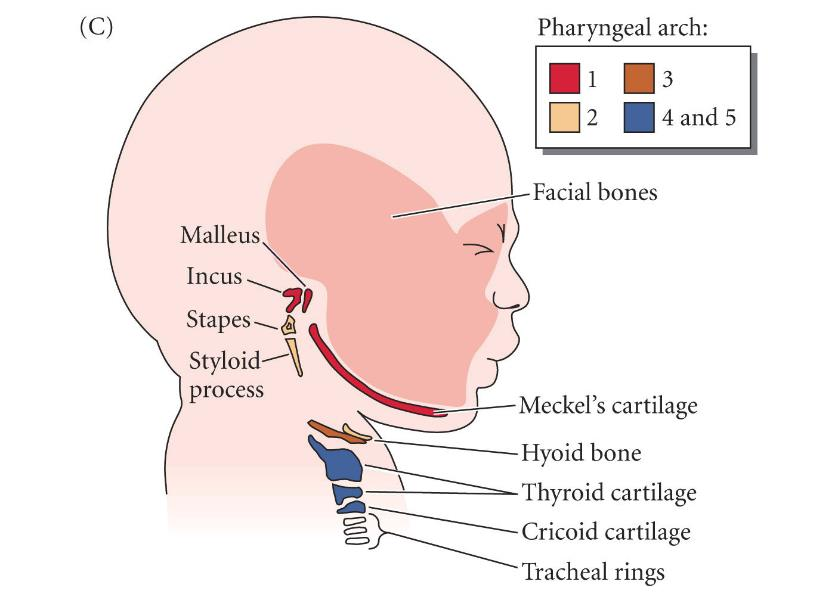 (C)
Pharyngeal arch:
1
3
2
4 and 5
Facial bones
Malleus
Incus
Stapes
Styloid
process
Meckel's cartilage
Hyoid bone
Thyroid cartilage
Cricoid cartilage
Tracheal rings